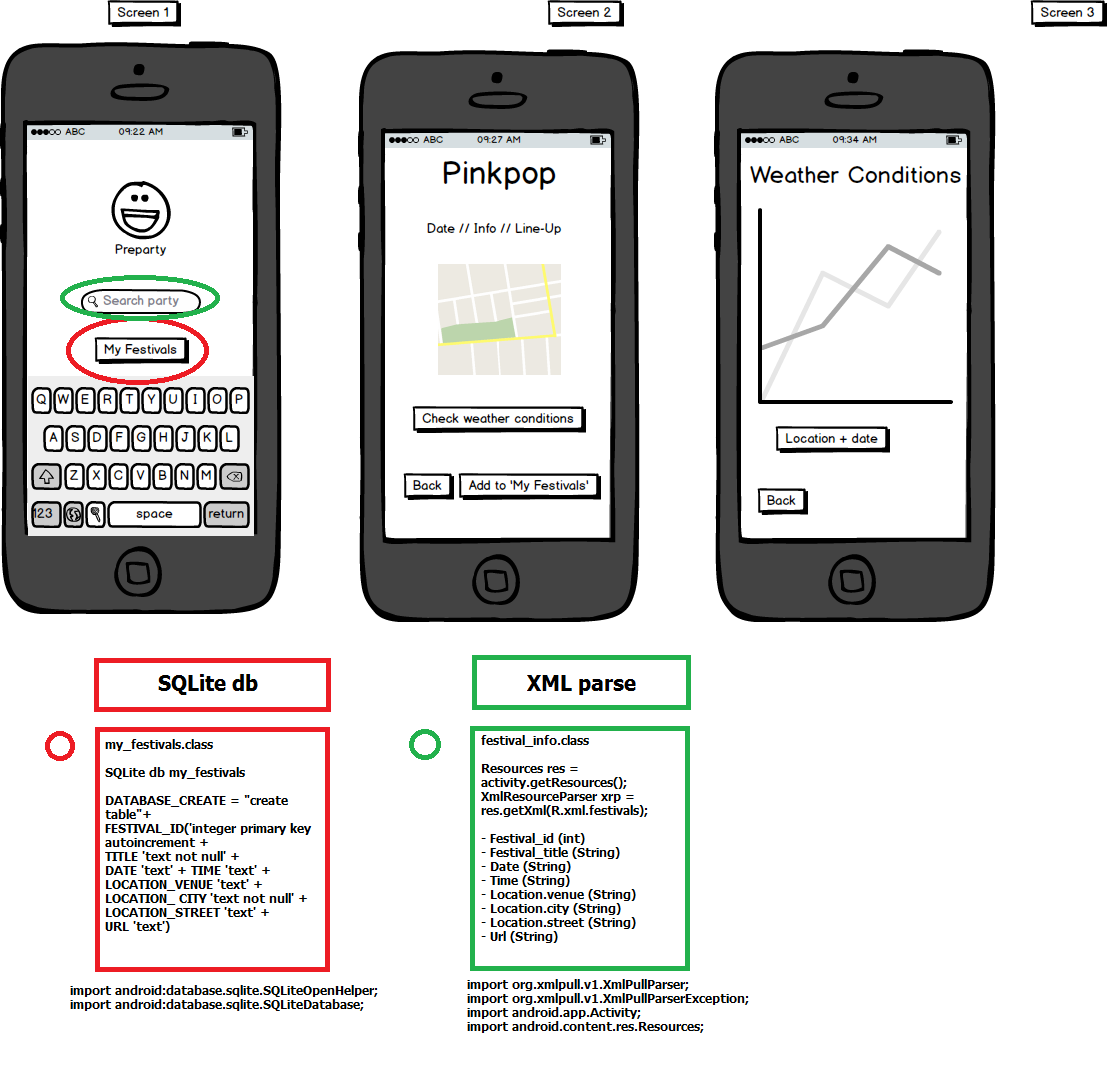 Screen 1
Screen 2
Screen 3
ABC 09:22 AM
Preparty
Search party
My Festivals
Q W E R T Y U I O P
A S D F G H J K L
Z X C V B N M
123 space return
ABC 09:27 AM
Pinkpop
Date // Info // Line-Up
Check weather conditions
Back Add to 'My Festivals'
ABC 09:34 AM
Weather Conditions
Location + date
Back
SQLite db
my_festivals.class
SQLite db my_festivals
DATABASE_CREATE = "create
table"+
FESTIVAL_ID('integer primary key
autoincrement +
TITLE 'text not null' +
DATE 'text' + TIME 'text' +
LOCATION_VENUE 'text' +
LOCATION_ CITY 'text not null' +
LOCATION_STREET 'text' +
URL 'text')
import android:database.sqlite.SQLiteOpenHelper;
import android:database.sqlite.SQLiteDatabase;
XML parse
festival_info.class
Resources res =
activity.getResources();
XmlResourceParser xrp =
res.getXml(R.xml.festivals);
- Festival_id (int)
- Festival_title (String)
- Date (String)
- Time (String)
- Location.venue (String)
- Location.city (String)
- Location.street (String)
- Url (String)
import org.xmlpull.v1.XmlPullParser;
import org.xmlpull.v1.XmlPullParserException;
import android.app.Activity;
import android.content.res.Resources;